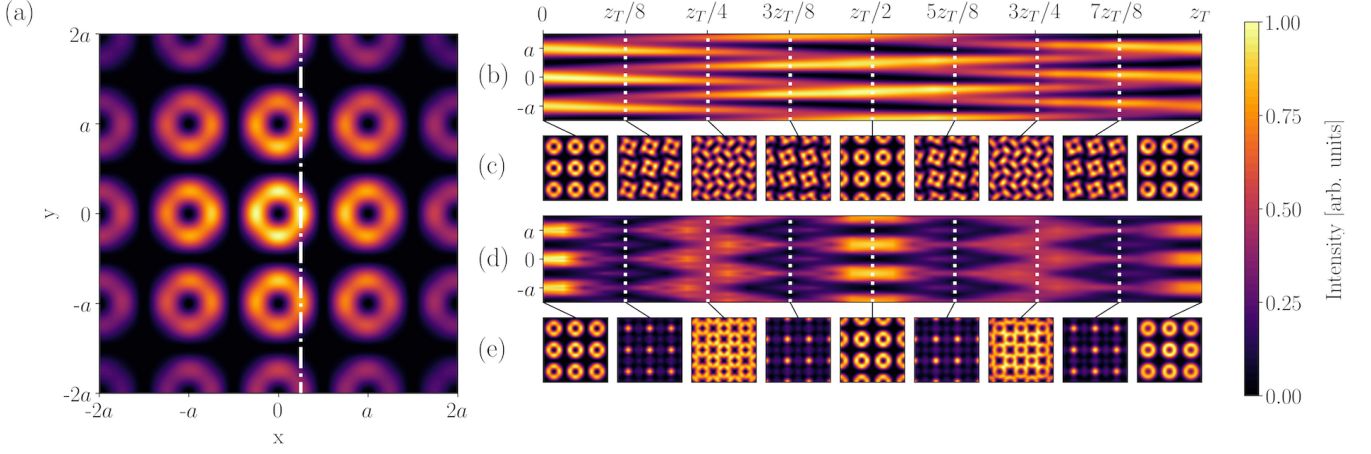 (a)
2a
a
0
-a
-2a
y
-2a
-a
0
a
2a
x
0
z_T/8
z_T/4
3z_T/8
z_T/2
5z_T/8
3z_T/4
7z_T/8
z_T
(b)
a
0
-a
(c)
(d)
a
0
-a
(e)
1.00
0.75
0.50
0.25
0.00
Intensity [arb. units]